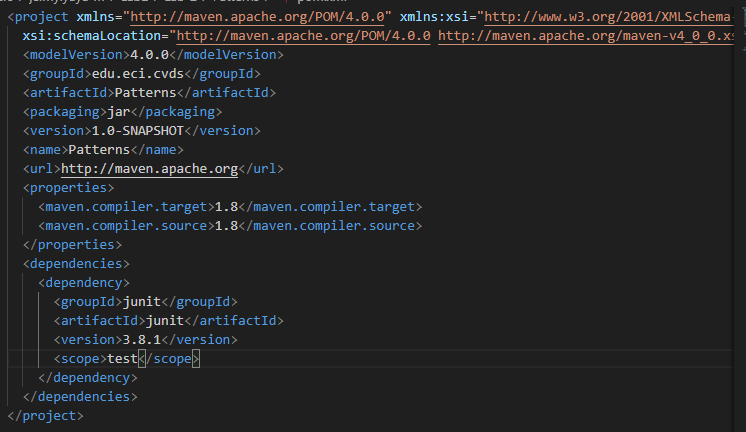 <project xmlns="http://maven.apache.org/POM/4.0.0" xmlns:xsi="http://www.w3.org/2001/XMLSchema-
xsi:schemaLocation="http://maven.apache.org/POM/4.0.0 http://maven.apache.org/maven-v4_0_0.xs
<modelVersion>4.0.0</modelVersion>
<groupId>edu.eci.cvds</groupId>
<artifactId>Patterns</artifactId>
<packaging>jar</packaging>
<version>1.0-SNAPSHOT</version>
<name>Patterns</name>
<url>http://maven.apache.org</url>
<properties>
<maven.compiler.target>1.8</maven.compiler.target>
<maven.compiler.source>1.8</maven.compiler.source>
</properties>
<dependencies>
<dependency>
<groupId>junit</groupId>
<artifactId>junit</artifactId>
<version>3.8.1</version>
<scope>test</scope>
</dependency>
</dependencies>
</project>